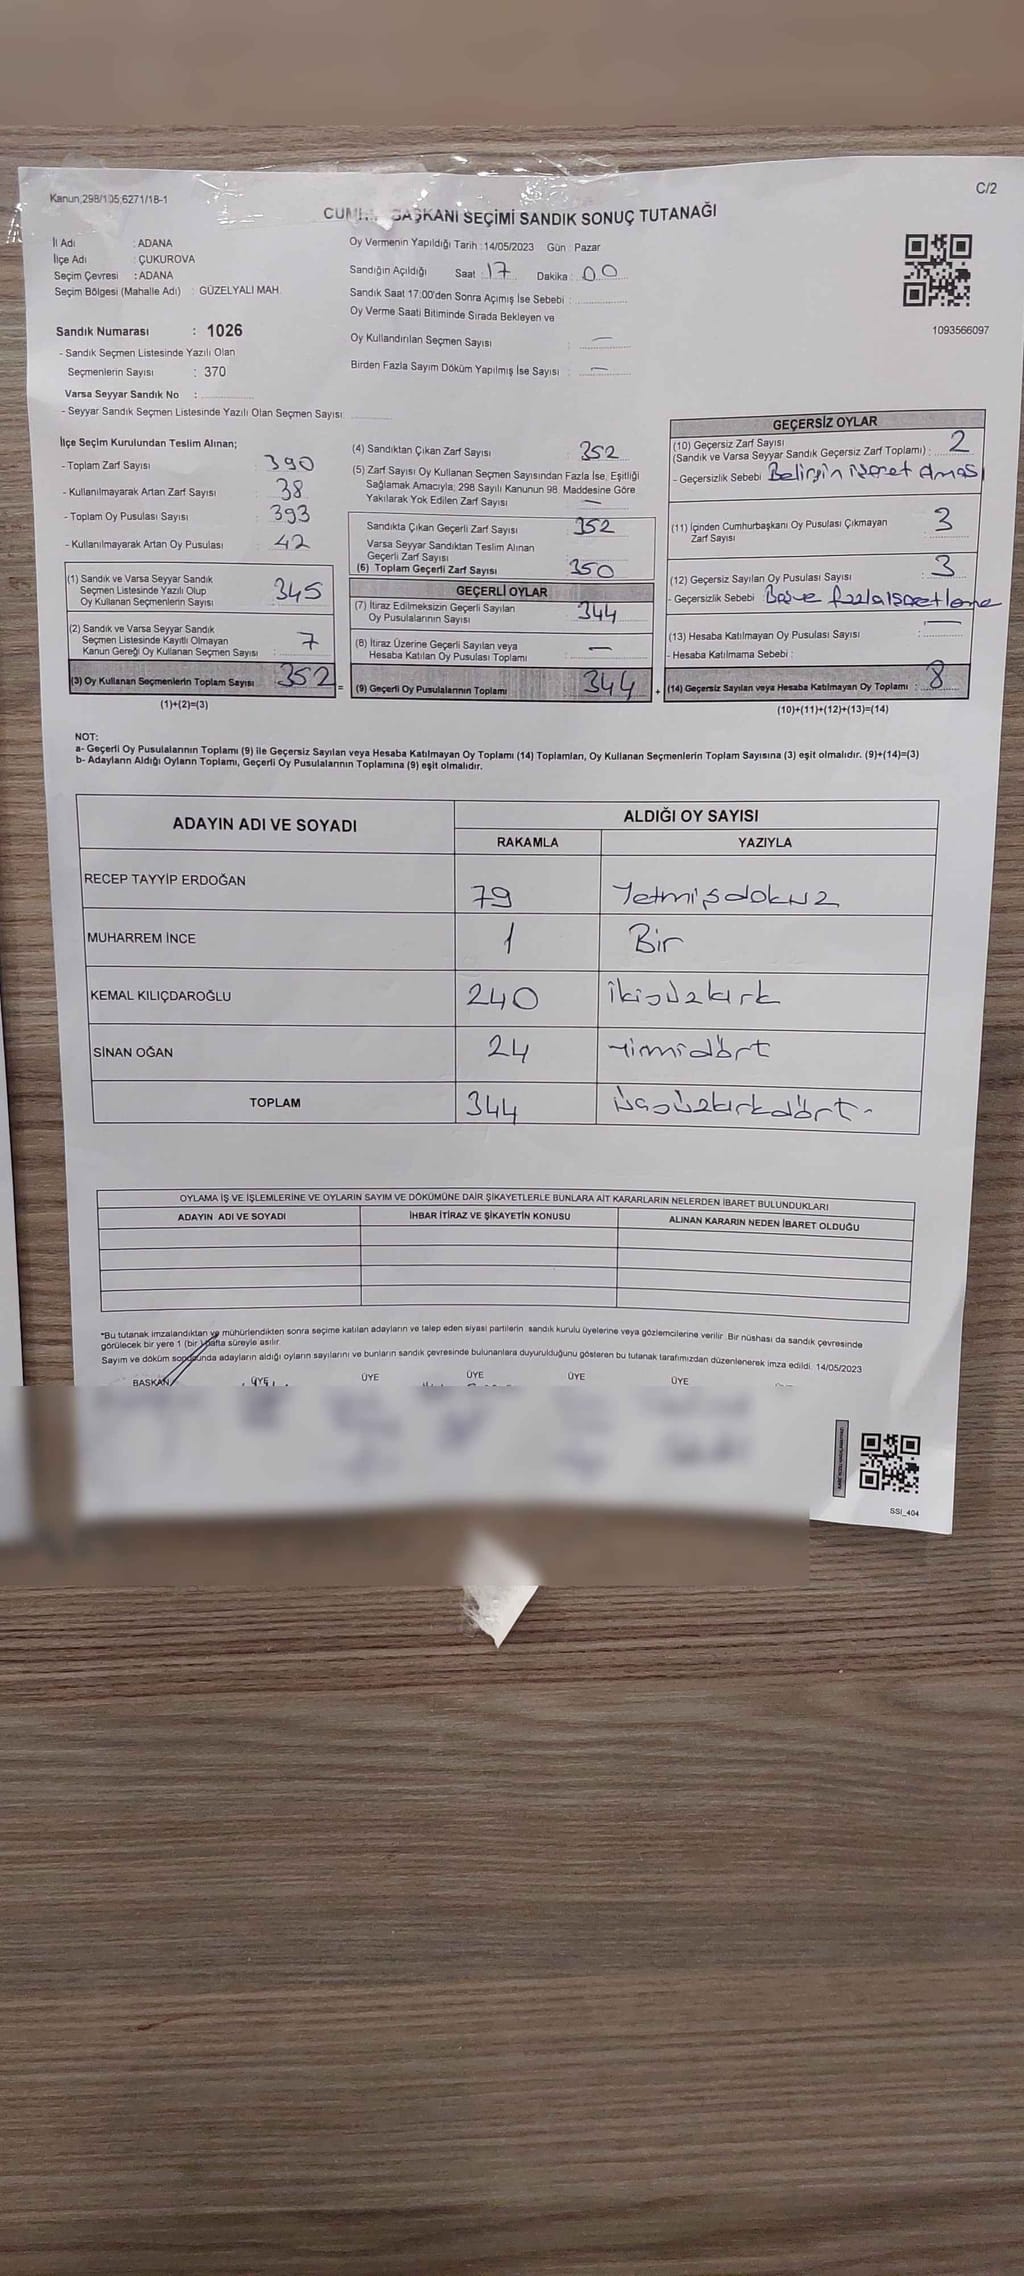 Kanun,298/105,6271/18-1
C/2
BAŞKANI SEÇİMİ SANDIK SONUÇ TUTANAĞI
İl Adı : ADANA
İlçe Adı : ÇUKUROVA
Seçim Çevresi : ADANA
Seçim Bölgesi (Mahalle Adı) : GÜZELYALI MAH.
Sandık Numarası : 1026
- Sandık Seçmen Listesinde Yazılı Olan
Seçmenlerin Sayısı : 370
Varsa Seyyar Sandık No :
- Seyyar Sandık Seçmen Listesinde Yazılı Olan Seçmen Sayısı:
Oy Vermenin Yapıldığı Tarih :14/05/2023 Gün : Pazar
Sandığın Açıldığı Saat : 17 Dakika : 00
Sandık Saat 17:00'den Sonra Açımış İse Sebebi :
Oy Verme Saati Bitiminde Sırada Bekleyen ve
Oy Kullandırılan Seçmen Sayısı : —
Birden Fazla Sayım Döküm Yapılmış İse Sayısı : —
1093566097
İlçe Seçim Kurulundan Teslim Alınan;
- Toplam Zarf Sayısı : 390
- Kullanılmayarak Artan Zarf Sayısı : 38
- Toplam Oy Pusulası Sayısı : 393
- Kullanılmayarak Artan Oy Pusulası : 42
(1) Sandık ve Varsa Seyyar Sandık
Seçmen Listesinde Yazılı Olup
Oy Kullanan Seçmenlerin Sayısı : 345
(2) Sandık ve Varsa Seyyar Sandık
Seçmen Listesinde Kayıtlı Olmayan
Kanun Gereği Oy Kullanan Seçmen Sayısı : 7
(3) Oy Kullanan Seçmenlerin Toplam Sayısı 352 =
(1)+(2)=(3)
(4) Sandıktan Çıkan Zarf Sayısı : 352
(5) Zarf Sayısı Oy Kullanan Seçmen Sayısından Fazla İse, Eşitliği
Sağlamak Amacıyla; 298 Sayılı Kanunun 98. Maddesine Göre
Yakılarak Yok Edilen Zarf Sayısı : —
Sandıkta Çıkan Geçerli Zarf Sayısı : 352
Varsa Seyyar Sandıktan Teslim Alınan
Geçerli Zarf Sayısı
(6) Toplam Geçerli Zarf Sayısı : 350
GEÇERLİ OYLAR
(7) İtiraz Edilmeksizin Geçerli Sayılan
Oy Pusulalarının Sayısı : 344
(8) İtiraz Üzerine Geçerli Sayılan veya
Hesaba Katılan Oy Pusulası Toplamı : —
(9) Geçerli Oy Pusulalarının Toplamı : 344 +
GEÇERSİZ OYLAR
(10) Geçersiz Zarf Sayısı
(Sandık ve Varsa Seyyar Sandık Geçersiz Zarf Toplamı) : 2
- Geçersizlik Sebebi : Belirgin işaret
(11) İçinden Cumhurbaşkanı Oy Pusulası Çıkmayan
Zarf Sayısı : 3
(12) Geçersiz Sayılan Oy Pusulası Sayısı : 3
- Geçersizlik Sebebi :
(13) Hesaba Katılmayan Oy Pusulası Sayısı : —
- Hesaba Katılmama Sebebi :
(14) Geçersiz Sayılan veya Hesaba Katılmayan Oy Toplamı : 8
(10)+(11)+(12)+(13)=(14)
NOT:
a- Geçerli Oy Pusulalarının Toplamı (9) ile Geçersiz Sayılan veya Hesaba Katılmayan Oy Toplamı (14) Toplamları, Oy Kullanan Seçmenlerin Toplam Sayısına (3) eşit olmalıdır. (9)+(14)=(3)
b- Adayların Aldığı Oyların Toplamı, Geçerli Oy Pusulalarının Toplamına (9) eşit olmalıdır.
ADAYIN ADI VE SOYADI
ALDIĞI OY SAYISI
RAKAMLA YAZIYLA
RECEP TAYYİP ERDOĞAN 79 Yetmişdokuz
MUHARREM İNCE 1 Bir
KEMAL KILIÇDAROĞLU 240 ikiyüzkırk
SİNAN OĞAN 24 Yirmidört
TOPLAM 344 üçyüzkırkdört-
OYLAMA İŞ VE İŞLEMLERİNE VE OYLARIN SAYIM VE DÖKÜMÜNE DAİR ŞİKAYETLERLE BUNLARA AİT KARARLARIN NELERDEN İBARET BULUNDUKLARI
ADAYIN ADI VE SOYADI İHBAR İTİRAZ VE ŞİKAYETİN KONUSU ALINAN KARARIN NEDEN İBARET OLDUĞU
*Bu tutanak imzalandıktan ve mühürlendikten sonra seçime katılan adayların ve talep eden siyasi partilerin sandık kurulu üyelerine veya gözlemcilerine verilir. Bir nüshası da sandık çevresinde
görülecek bir yere 1 (bir) hafta süreyle asılır.
Sayım ve döküm sonucunda adayların aldığı oyların sayılarını ve bunların sandık çevresinde bulunanlara duyurulduğunu gösteren bu tutanak tarafımızdan düzenlenerek imza edildi. 14/05/2023
BAŞKAN ÜYE ÜYE ÜYE ÜYE ÜYE
SSI_404